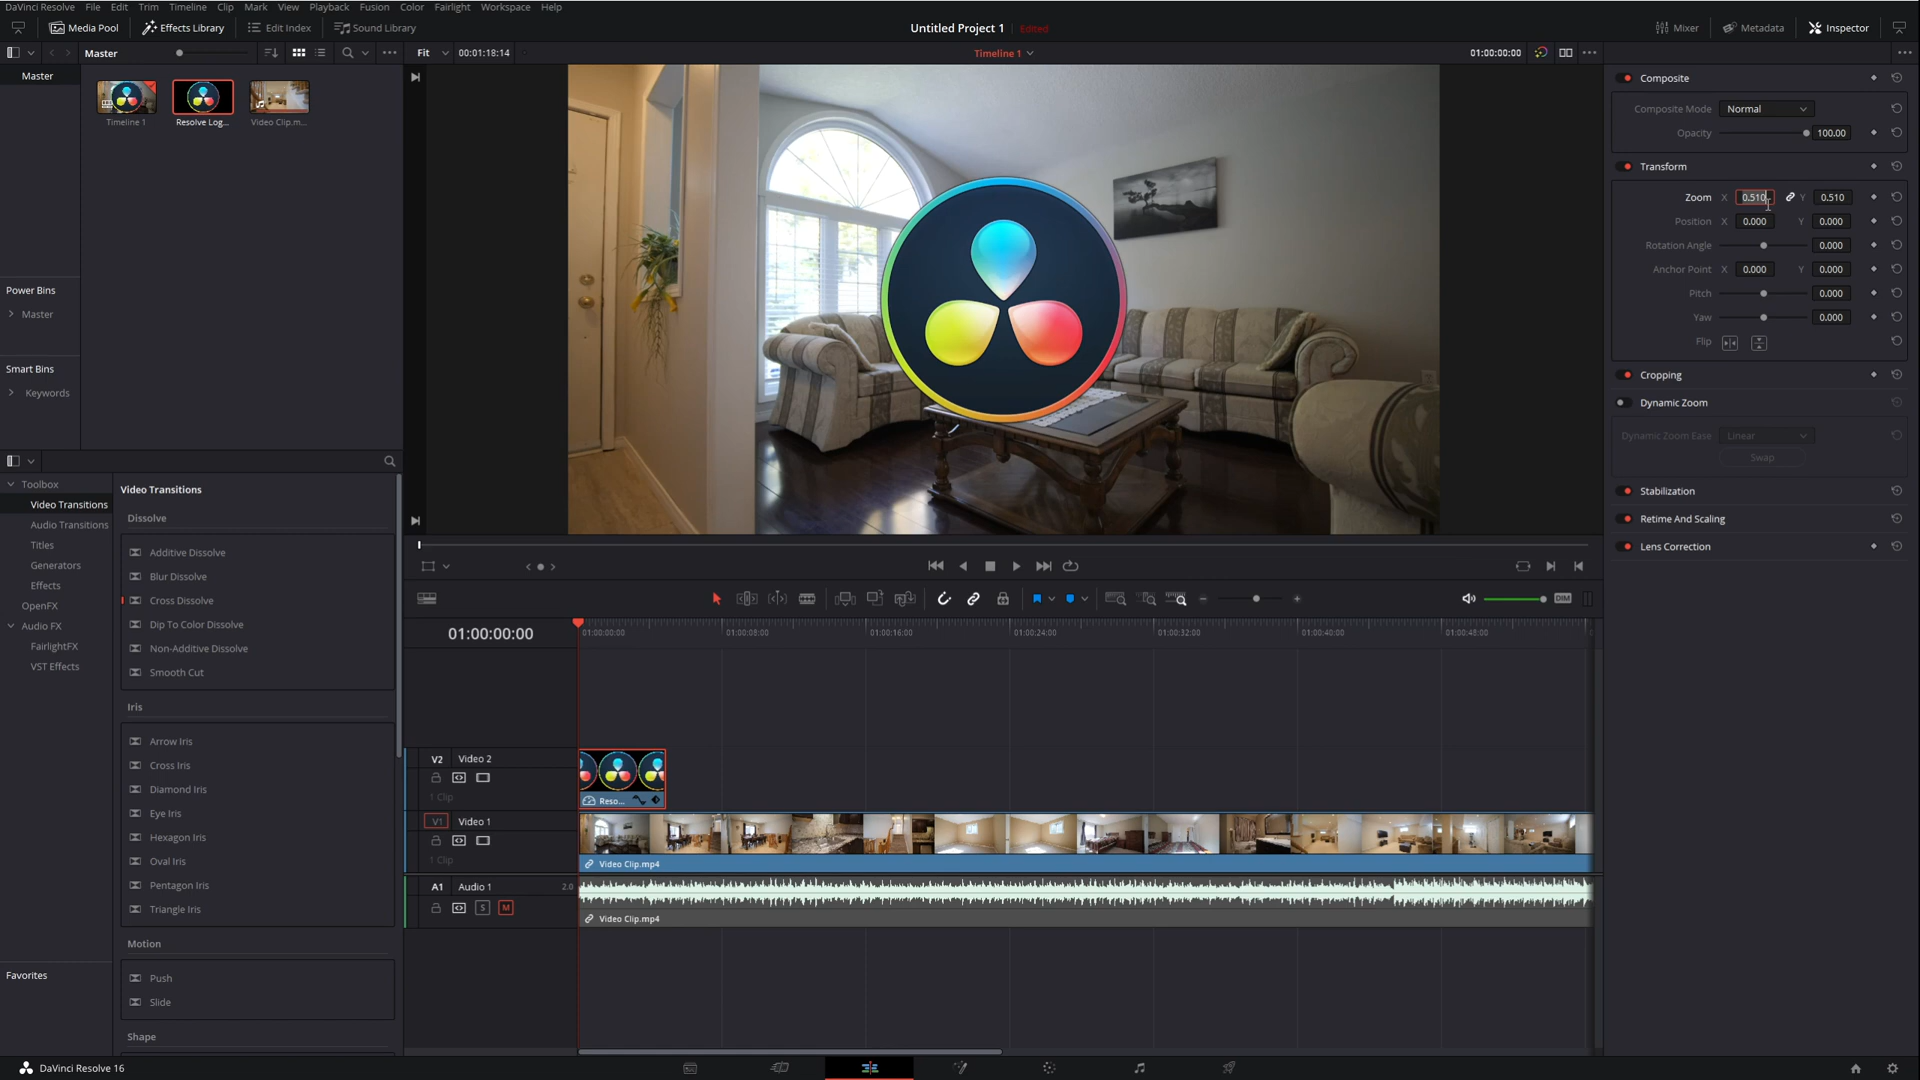 DaVinci Resolve File Edit Trim Timeline Clip Mark View Playback Fusion Color Fairlight Workspace Help
Media Pool Effects Library Edit Index Sound Library
Untitled Project 1 Edited
Mixer Metadata Inspector
Master
Fit 00:01:18:14
Timeline 1
01:00:00:00
Master
Timeline 1
Resolve Log...
Video Clip.m...
Power Bins
Master
Smart Bins
Keywords
Composite
Composite Mode Normal
Opacity 100.00
Transform
Zoom X 0.510 Y 0.510
Position X 0.000 Y 0.000
Rotation Angle 0.000
Anchor Point X 0.000 Y 0.000
Pitch 0.000
Yaw 0.000
Flip
Cropping
Dynamic Zoom
Dynamic Zoom Ease Linear
Swap
Stabilization
Retime And Scaling
Lens Correction
Toolbox
Video Transitions
Audio Transitions
Titles
Generators
Effects
OpenFX
Audio FX
FairlightFX
VST Effects
Favorites
Video Transitions
Dissolve
Additive Dissolve
Blur Dissolve
Cross Dissolve
Dip To Color Dissolve
Non-Additive Dissolve
Smooth Cut
Iris
Arrow Iris
Cross Iris
Diamond Iris
Eye Iris
Hexagon Iris
Oval Iris
Pentagon Iris
Triangle Iris
Motion
Push
Slide
Shape
DIM
01:00:00:00
01:00:00:00 01:00:08:00 01:00:16:00 01:00:24:00 01:00:32:00 01:00:40:00 01:00:48:00
V2 Video 2
1 Clip
Reso...
V1 Video 1
1 Clip
Video Clip.mp4
A1 Audio 1 2.0
S M
Video Clip.mp4
DaVinci Resolve 16